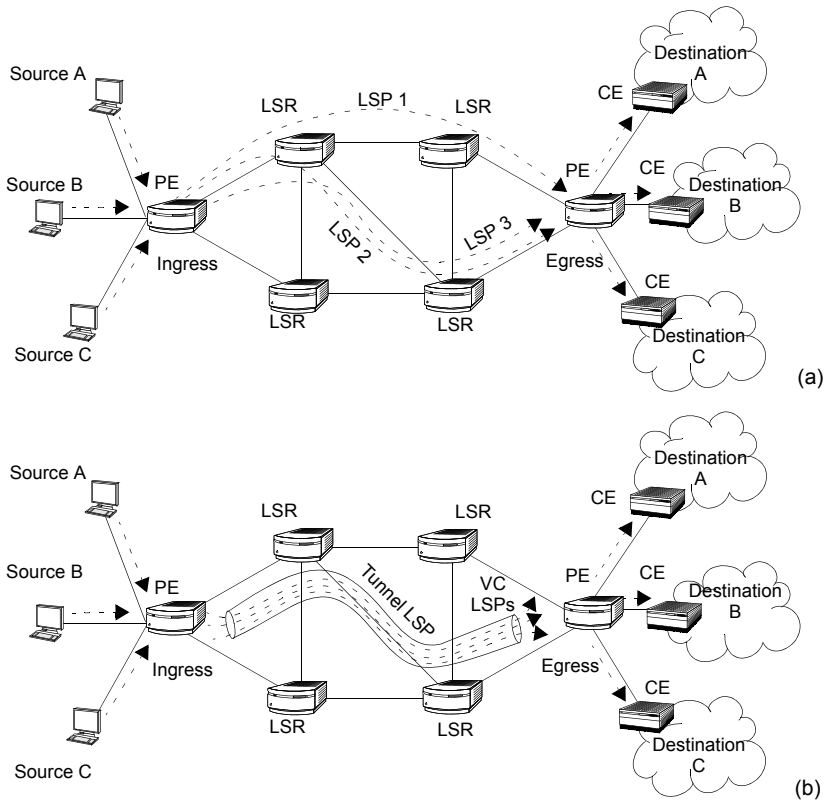 Source A
LSR
LSP 1
LSR
CE
Destination
A
Source B
PE
PE
CE
Destination
B
Ingress
LSP 2
LSP 3
Egress
CE
Source C
LSR
LSR
Destination
C
(a)
Source A
LSR
LSR
CE
Destination
A
Source B
PE
Tunnel LSP
VC
LSPs
PE
CE
Destination
B
Ingress
Egress
CE
Source C
LSR
LSR
Destination
C
(b)